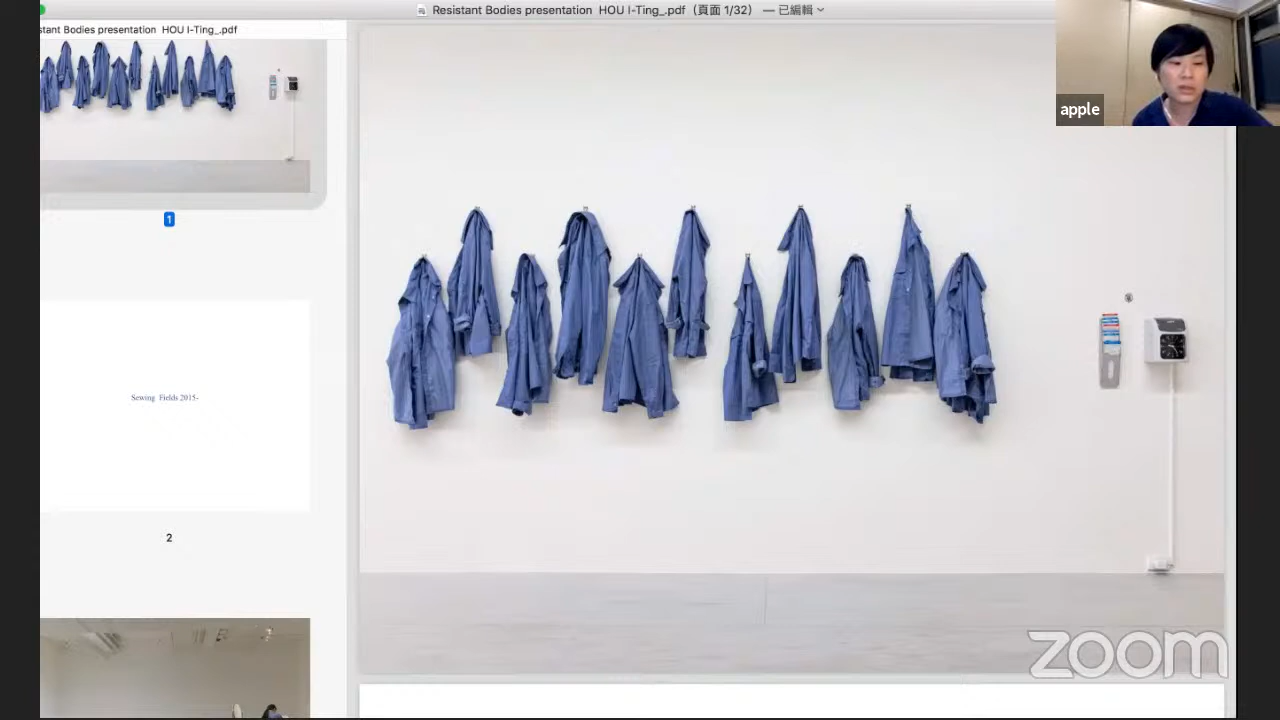 Resistant Bodies presentation HOU I-Ting_.pdf（頁面 1/32） — 已編輯
stant Bodies presentation HOU I-Ting_.pdf
apple
1
Sewing Fields 2015-
2
zoom